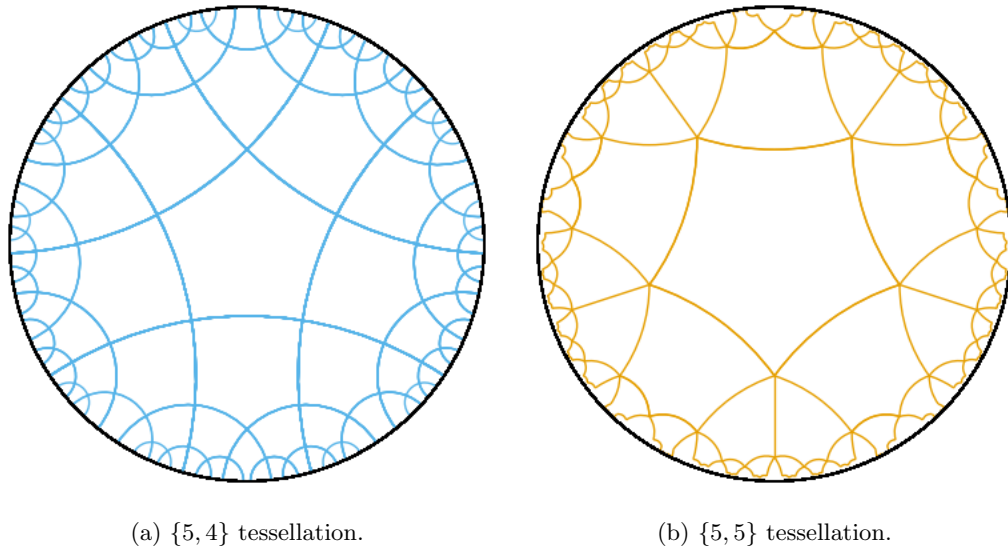 (a) {5, 4} tessellation.
(b) {5, 5} tessellation.